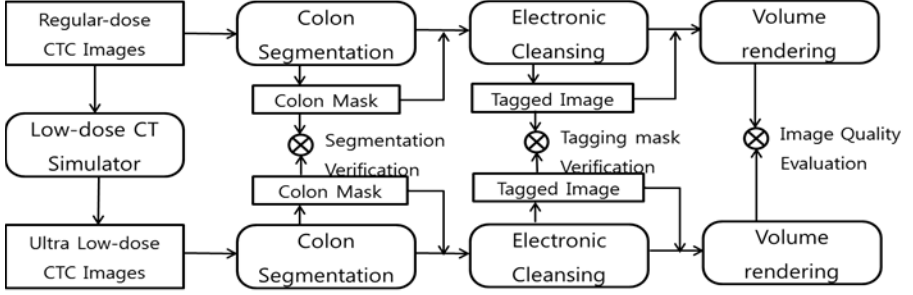 Regular-dose
CTC Images
Colon
Segmentation
Electronic
Cleansing
Volume
rendering
Colon Mask
Tagged Image
Low-dose CT
Simulator
Segmentation
Verification
Tagging mask
Verification
Image Quality
Evaluation
Colon Mask
Tagged Image
Ultra Low-dose
CTC Images
Colon
Segmentation
Electronic
Cleansing
Volume
rendering